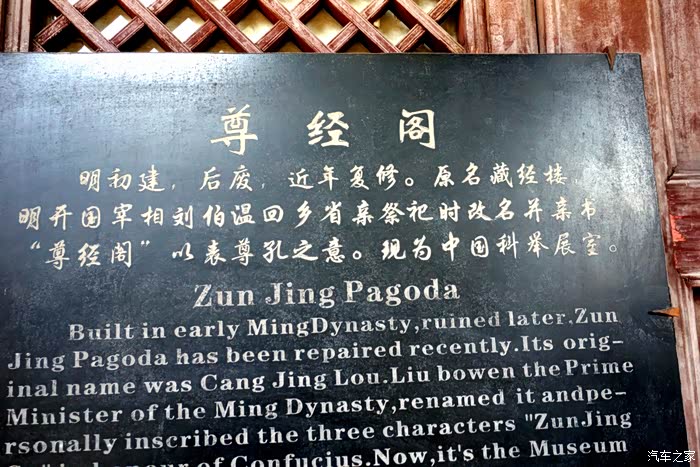 尊经阁
明初建，后废，近年复修。原名藏经楼，
明开国宰相刘伯温回乡省亲祭祀时改名并亲书
“尊经阁”以表尊孔之意。现为中国科举展室。
Zun Jing Pagoda
Built in early MingDynasty,ruined later.Zun
Jing Pagoda has been repaired recently.Its orig-
inal name was Cang Jing Lou.Liu bowen the Prime
Minister of the Ming Dynasty,renamed it andpe-
rsonally inscribed the three characters "ZunJing
of Confucius.Now,it's the Museum
汽车之家